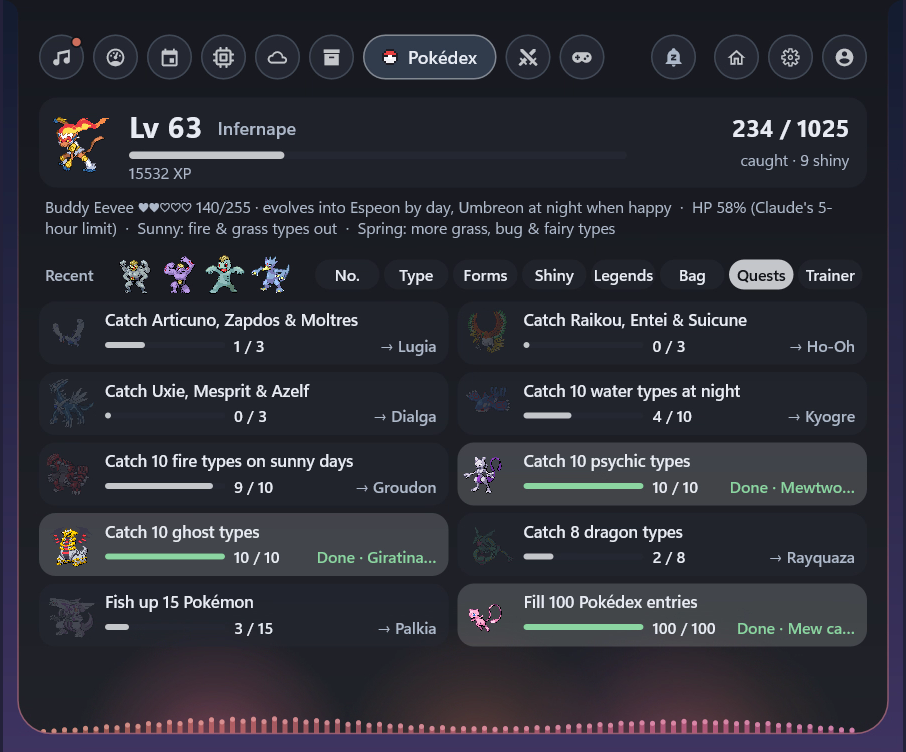 Pokédex
Lv 63 Infernape
234 / 1025
15532 XP
caught · 9 shiny
Buddy Eevee ♥♥♡♡♡ 140/255 · evolves into Espeon by day, Umbreon at night when happy · HP 58% (Claude's 5-
hour limit) · Sunny: fire & grass types out · Spring: more grass, bug & fairy types
Recent No. Type Forms Shiny Legends Bag Quests Trainer
Catch Articuno, Zapdos & Moltres
1 / 3 → Lugia
Catch Raikou, Entei & Suicune
0 / 3 → Ho-Oh
Catch Uxie, Mesprit & Azelf
0 / 3 → Dialga
Catch 10 water types at night
4 / 10 → Kyogre
Catch 10 fire types on sunny days
9 / 10 → Groudon
Catch 10 psychic types
10 / 10 Done · Mewtwo...
Catch 10 ghost types
10 / 10 Done · Giratina...
Catch 8 dragon types
2 / 8 → Rayquaza
Fish up 15 Pokémon
3 / 15 → Palkia
Fill 100 Pokédex entries
100 / 100 Done · Mew ca...